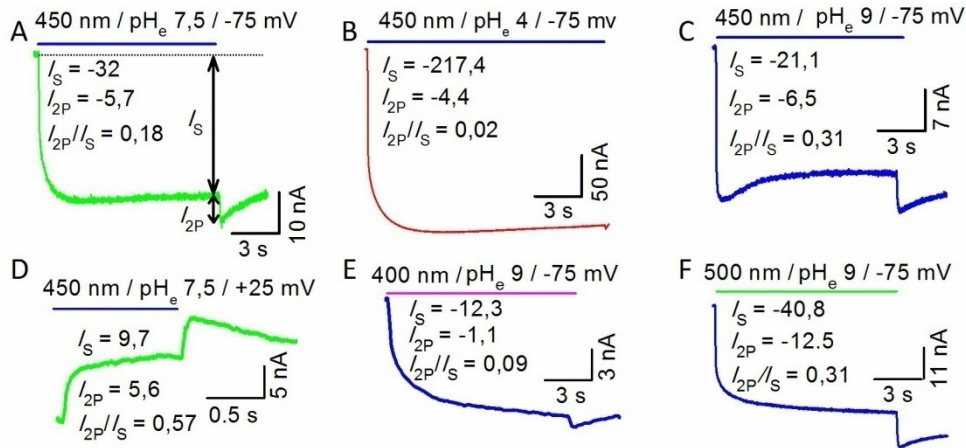 A
450 nm / pHe 7,5 / -75 mV
IS = -32
I2P = -5,7
I2P//S = 0,18
IS
I2P
3 s
10 nA
B
450 nm / pHe 4 / -75 mv
IS = -217,4
I2P = -4,4
I2P//S = 0,02
3 s
50 nA
C
450 nm / pHe 9 / -75 mV
IS = -21,1
I2P = -6,5
I2P//S = 0,31
3 s
7 nA
D
450 nm / pHe 7,5 / +25 mV
IS = 9,7
I2P = 5,6
I2P//S = 0,57
0.5 s
5 nA
E
400 nm / pHe 9 / -75 mV
IS = -12,3
I2P = -1,1
I2P//S = 0,09
3 s
3 nA
F
500 nm / pHe 9 / -75 mV
IS = -40,8
I2P = -12.5
I2P/IS = 0,31
3 s
11 nA